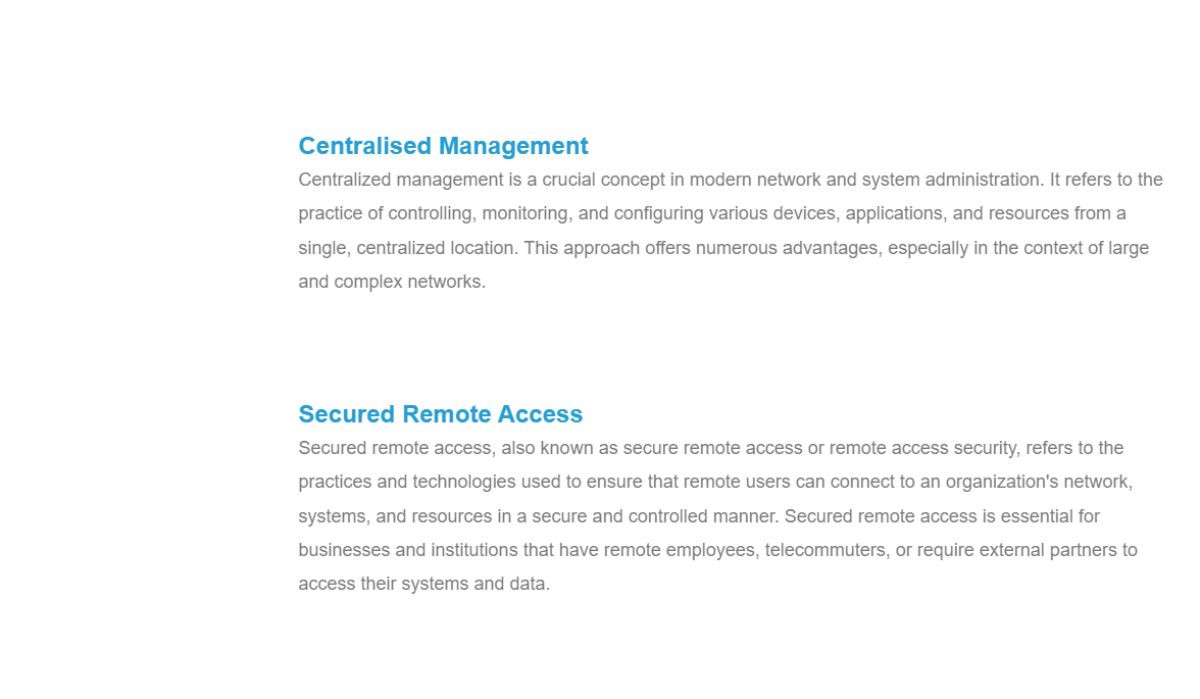 Centralised Management
Centralized management is a crucial concept in modern network and system administration. It refers to the
practice of controlling, monitoring, and configuring various devices, applications, and resources from a
single, centralized location. This approach offers numerous advantages, especially in the context of large
and complex networks.
Secured Remote Access
Secured remote access, also known as secure remote access or remote access security, refers to the
practices and technologies used to ensure that remote users can connect to an organization's network,
systems, and resources in a secure and controlled manner. Secured remote access is essential for
businesses and institutions that have remote employees, telecommuters, or require external partners to
access their systems and data.